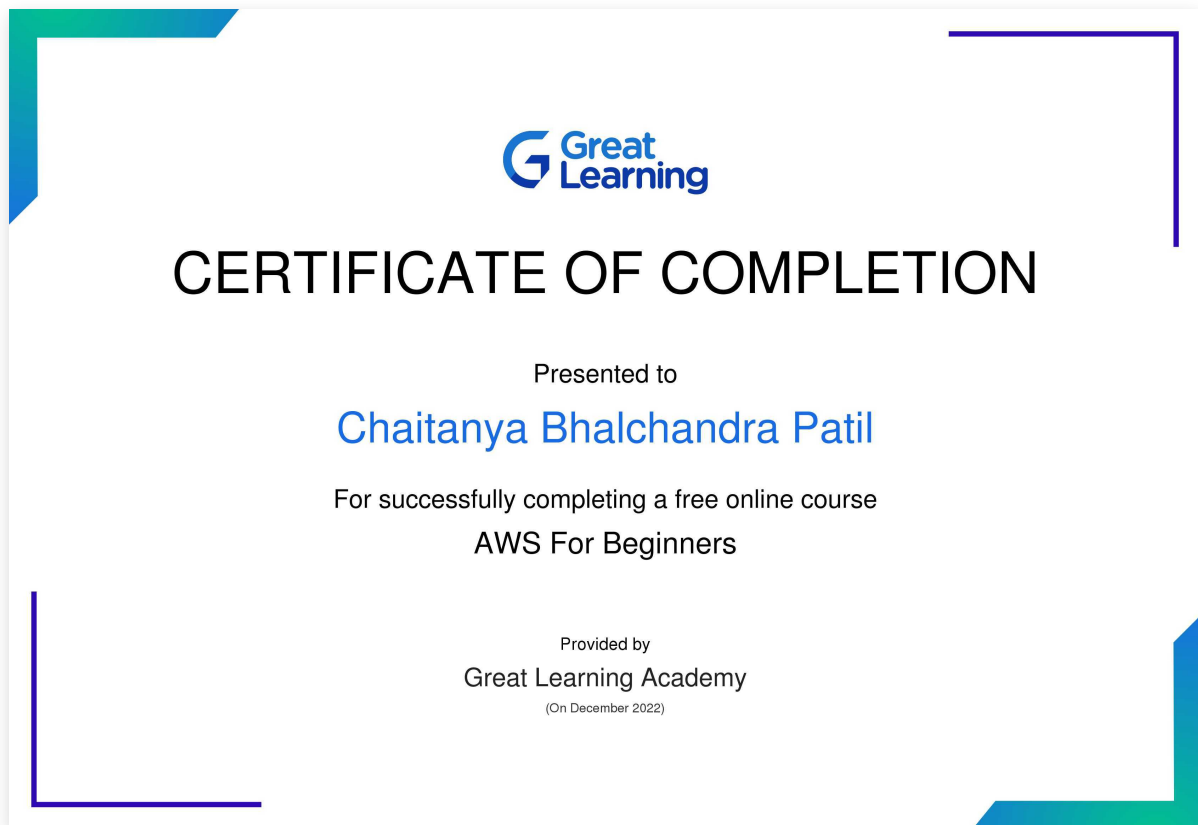 Great
Learning
CERTIFICATE OF COMPLETION
Presented to
Chaitanya Bhalchandra Patil
For successfully completing a free online course
AWS For Beginners
Provided by
Great Learning Academy
(On December 2022)